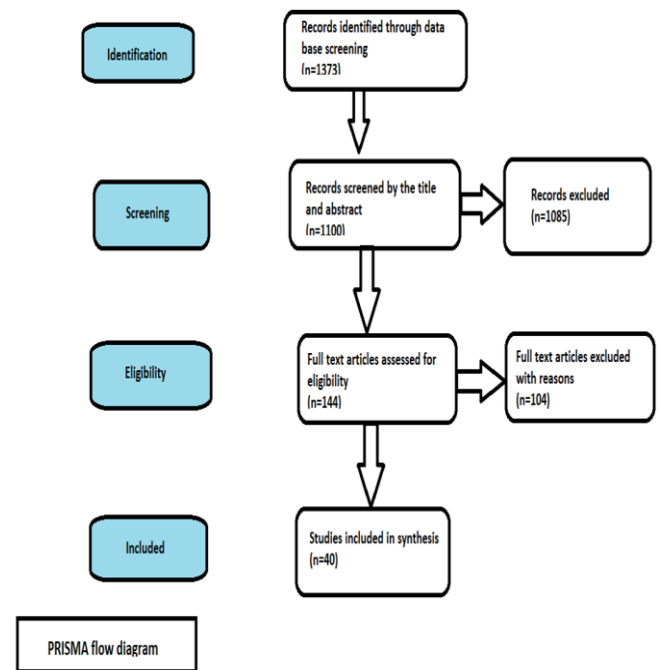 Identification
Records identified through data
base screening
(n=1373)
Screening
Records screened by the title
and abstract
(n=1100)
Records excluded
(n=1085)
Eligibility
Full text articles assessed for
eligibility
(n=144)
Full text articles excluded
with reasons
(n=104)
Included
Studies included in synthesis
(n=40)
PRISMA flow diagram